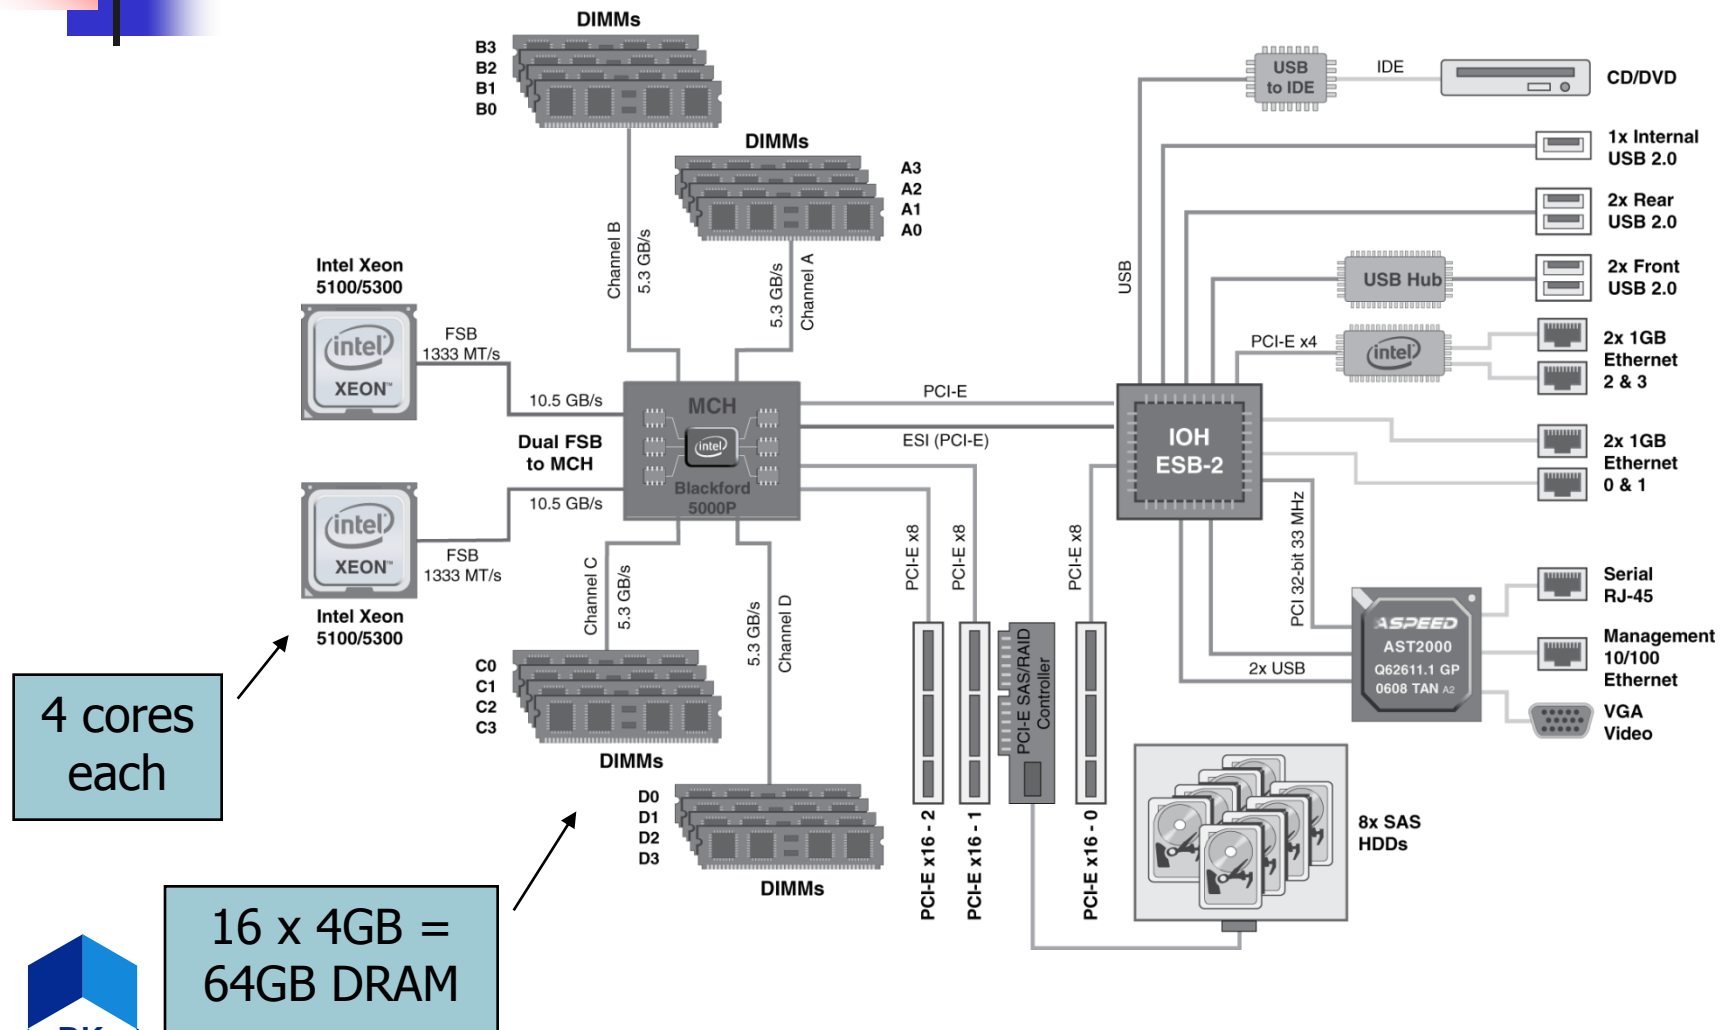 DIMMs
B3
B2
B1
B0
DIMMs
A3
A2
A1
A0
Channel B
5.3 GB/s
5.3 GB/s
Channel A
Intel Xeon
5100/5300
intel
XEON™
FSB
1333 MT/s
10.5 GB/s
Dual FSB
to MCH
10.5 GB/s
intel
XEON™
FSB
1333 MT/s
Intel Xeon
5100/5300
MCH
intel
Blackford
5000P
Channel C
5.3 GB/s
5.3 GB/s
Channel D
C0
C1
C2
C3
DIMMs
D0
D1
D2
D3
DIMMs
4 cores
each
16 x 4GB =
64GB DRAM
PCI-E
ESI (PCI-E)
PCI-E x8
PCI-E x8
PCI-E x8
PCI-E x16 - 2
PCI-E x16 - 1
PCI-E SAS/RAID
Controller
PCI-E x16 - 0
IOH
ESB-2
USB
USB
to IDE
IDE
CD/DVD
1x Internal
USB 2.0
2x Rear
USB 2.0
USB Hub
2x Front
USB 2.0
PCI-E x4
intel
2x 1GB
Ethernet
2 & 3
2x 1GB
Ethernet
0 & 1
PCI 32-bit 33 MHz
2x USB
ASPEED
AST2000
Q62611.1 GP
0608 TAN A2
Serial
RJ-45
Management
10/100
Ethernet
VGA
Video
8x SAS
HDDs